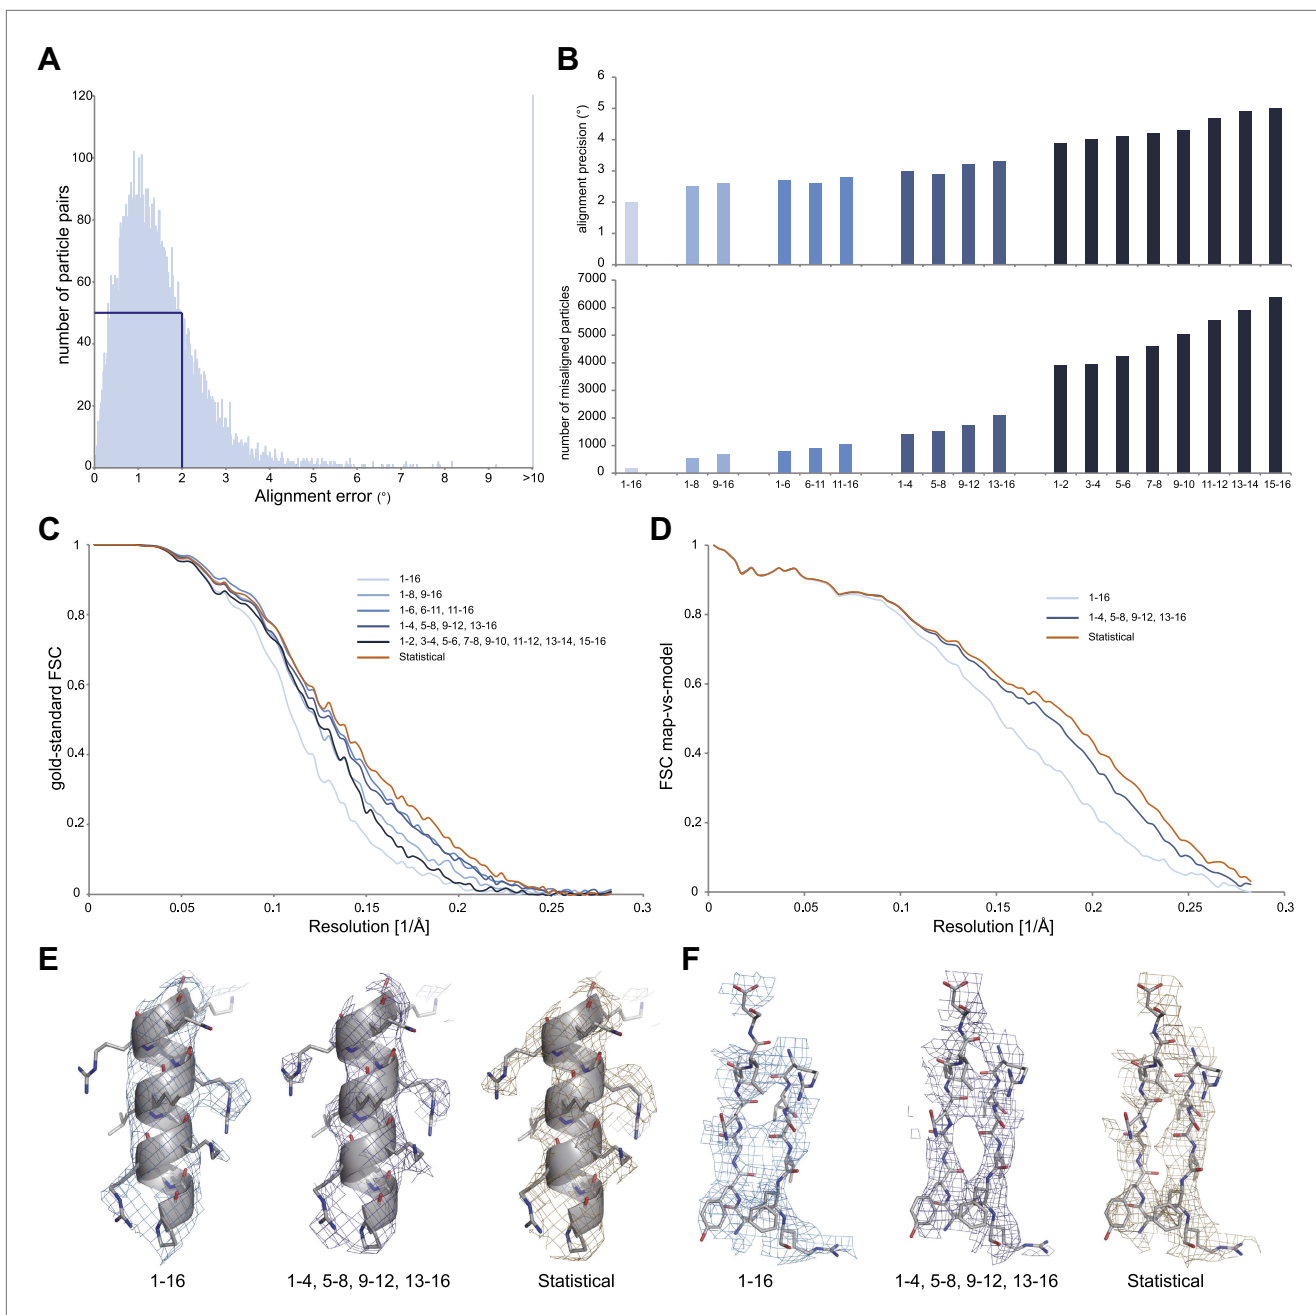 A
number of particle pairs
120
100
80
60
40
20
0
0 1 2 3 4 5 6 7 8 9 >10
Alignment error (°)
B
alignment precision (°)
6
5
4
3
2
1
0
number of misaligned particles
7000
6000
5000
4000
3000
2000
1000
0
1-16 1-8 9-16 1-6 6-11 11-16 1-4 5-8 9-12 13-16 1-2 3-4 5-6 7-8 9-10 11-12 13-14 15-16
C
gold-standard FSC
1
0.8
0.6
0.4
0.2
0
0 0.05 0.1 0.15 0.2 0.25 0.3
Resolution [1/Å]
1-16
1-8, 9-16
1-6, 6-11, 11-16
1-4, 5-8, 9-12, 13-16
1-2, 3-4, 5-6, 7-8, 9-10, 11-12, 13-14, 15-16
Statistical
D
FSC map-vs-model
1
0.8
0.6
0.4
0.2
0
0 0.05 0.1 0.15 0.2 0.25 0.3
Resolution [1/Å]
1-16
1-4, 5-8, 9-12, 13-16
Statistical
E
1-16
1-4, 5-8, 9-12, 13-16
Statistical
F
1-16
1-4, 5-8, 9-12, 13-16
Statistical